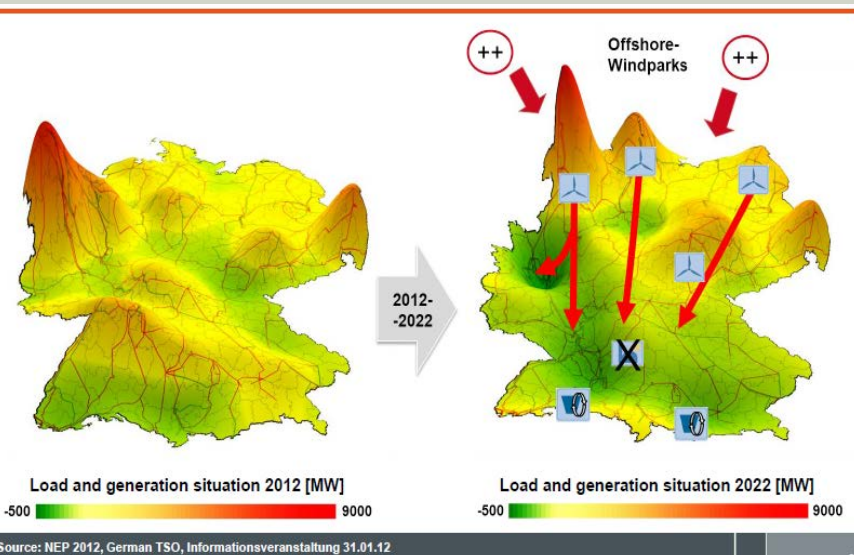 ++
Offshore-
Windparks
++
2012-
-2022
X
Load and generation situation 2012 [MW]
-500
9000
Load and generation situation 2022 [MW]
-500
9000
Source: NEP 2012, German TSO, Informationsveranstaltung 31.01.12